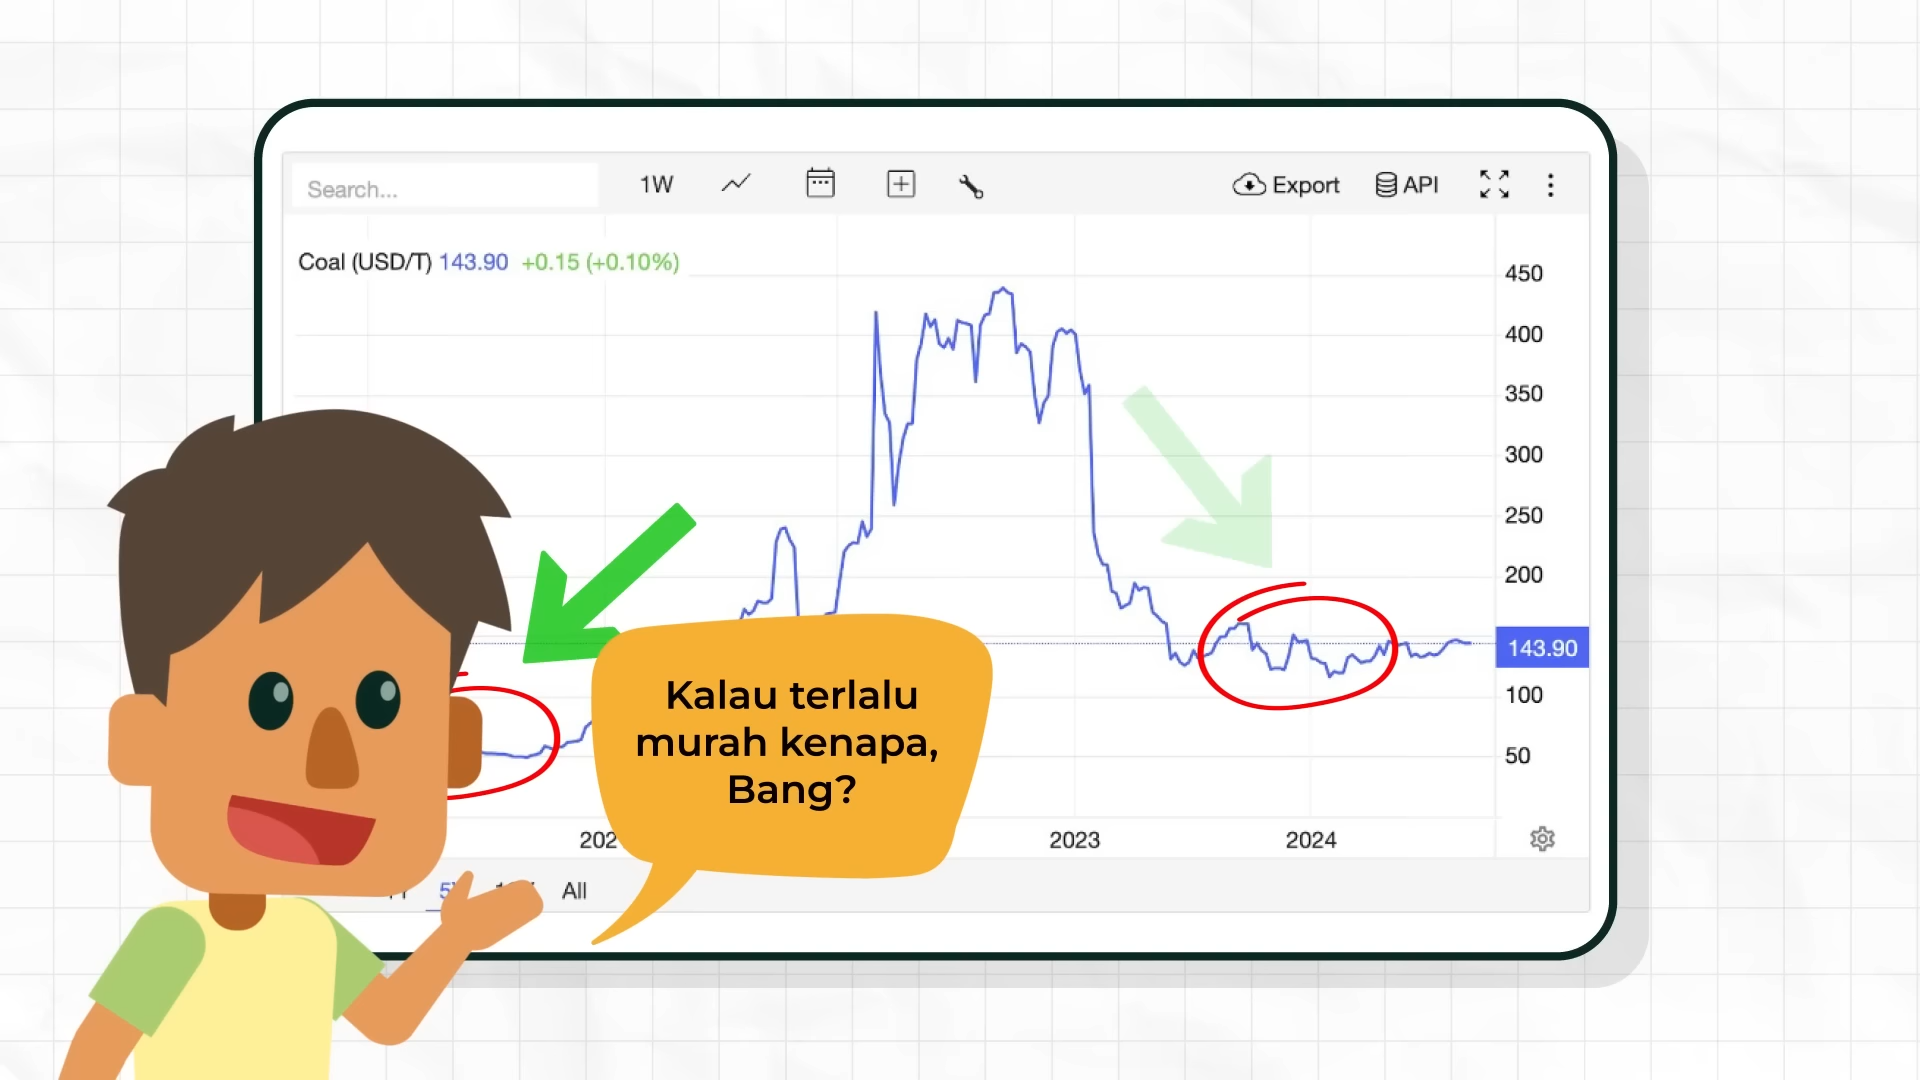 Search...
1W
Export
API
Coal (USD/T) 143.90 +0.15 (+0.10%)
450
400
350
300
250
200
143.90
100
50
Kalau terlalu
murah kenapa,
Bang?
2023
2024
All